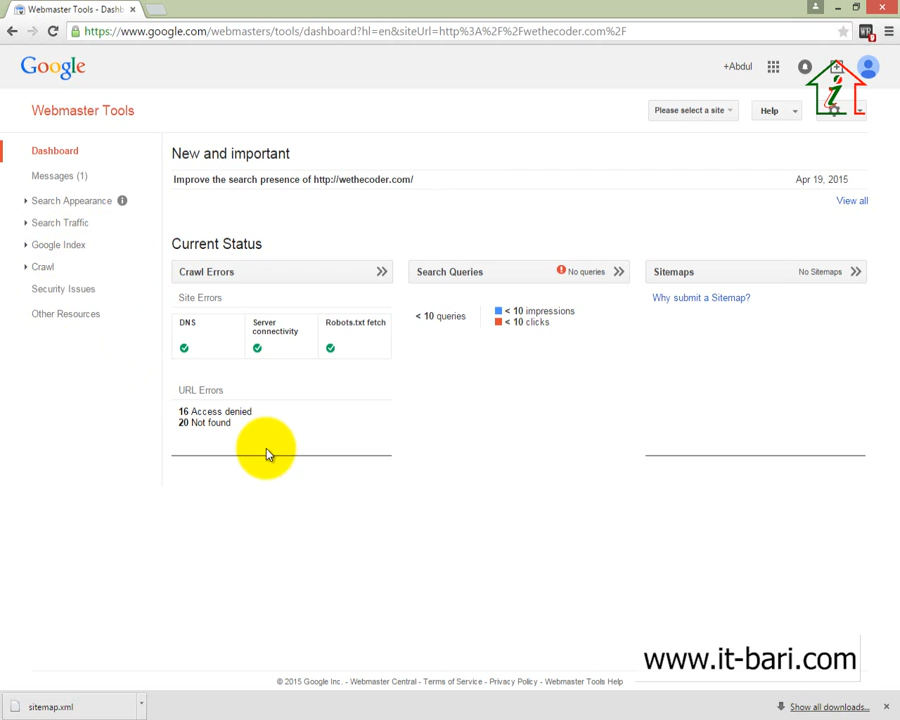 Webmaster Tools - Dashb
https://www.google.com/webmasters/tools/dashboard?hl=en&siteUrl=http%3A%2F%2Fwethecoder.com%2F
Google
+Abdul
Webmaster Tools
Please select a site
Help
Dashboard
Messages (1)
Search Appearance
Search Traffic
Google Index
Crawl
Security Issues
Other Resources
New and important
Improve the search presence of http://wethecoder.com/
Apr 19, 2015
View all
Current Status
Crawl Errors
Site Errors
DNS
Server
connectivity
Robots.txt fetch
URL Errors
16 Access denied
20 Not found
Search Queries
No queries
< 10 queries
< 10 impressions
< 10 clicks
Sitemaps
No Sitemaps
Why submit a Sitemap?
www.it-bari.com
© 2015 Google Inc. - Webmaster Central - Terms of Service - Privacy Policy - Webmaster Tools Help
sitemap.xml
Show all downloads...